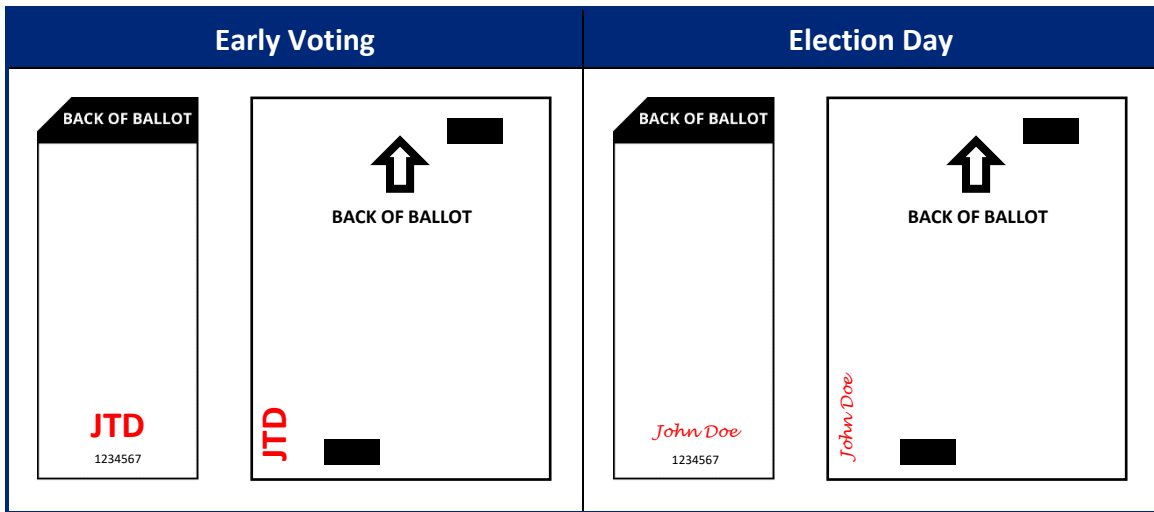 Early Voting
Election Day
BACK OF BALLOT
JTD
1234567
BACK OF BALLOT
JTD
BACK OF BALLOT
John Doe
1234567
BACK OF BALLOT
John Doe